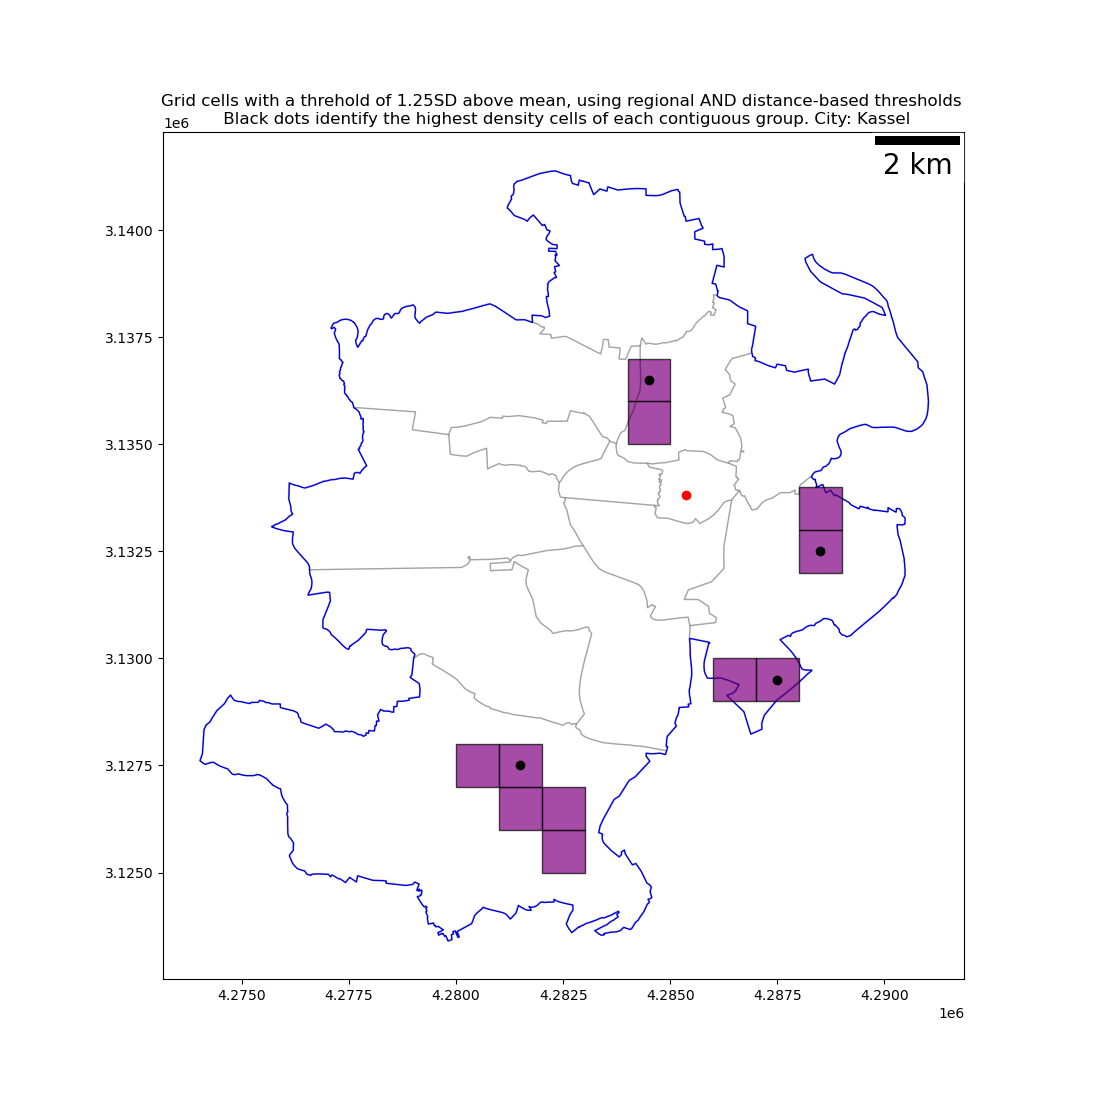 Grid cells with a threhold of 1.25SD above mean, using regional AND distance-based thresholds
Black dots identify the highest density cells of each contiguous group. City: Kassel
1e6
2 km
3.1400
3.1375
3.1350
3.1325
3.1300
3.1275
3.1250
4.2750 4.2775 4.2800 4.2825 4.2850 4.2875 4.2900
1e6